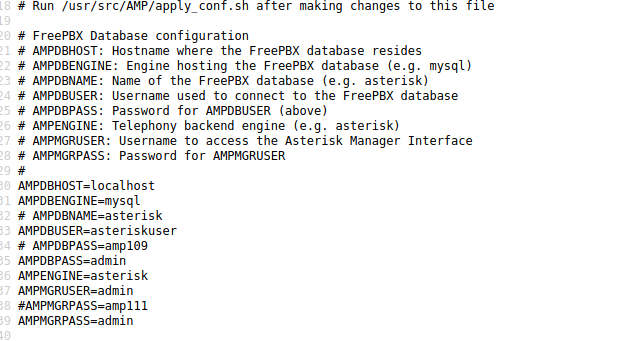 18 # Run /usr/src/AMP/apply_conf.sh after making changes to this file
19
20 # FreePBX Database configuration
21 # AMPDBHOST: Hostname where the FreePBX database resides
22 # AMPDBENGINE: Engine hosting the FreePBX database (e.g. mysql)
23 # AMPDBNAME: Name of the FreePBX database (e.g. asterisk)
24 # AMPDBUSER: Username used to connect to the FreePBX database
25 # AMPDBPASS: Password for AMPDBUSER (above)
26 # AMPENGINE: Telephony backend engine (e.g. asterisk)
27 # AMPMGRUSER: Username to access the Asterisk Manager Interface
28 # AMPMGRPASS: Password for AMPMGRUSER
29 #
30 AMPDBHOST=localhost
31 AMPDBENGINE=mysql
32 # AMPDBNAME=asterisk
33 AMPDBUSER=asteriskuser
34 # AMPDBPASS=amp109
35 AMPDBPASS=admin
36 AMPENGINE=asterisk
37 AMPMGRUSER=admin
38 #AMPMGRPASS=amp111
39 AMPMGRPASS=admin
40